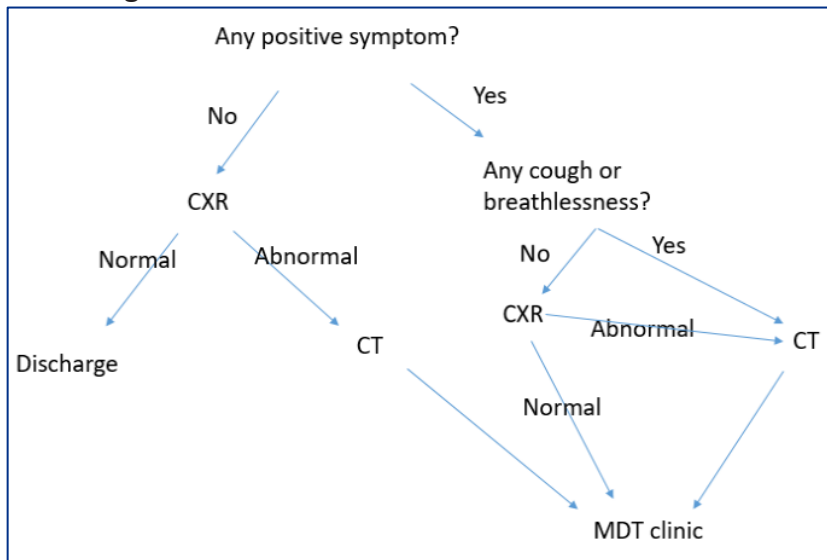 Any positive symptom?
No
Yes
CXR
Any cough or
breathlessness?
Normal
Abnormal
No
Yes
CXR
Abnormal
CT
CT
Discharge
Normal
MDT clinic